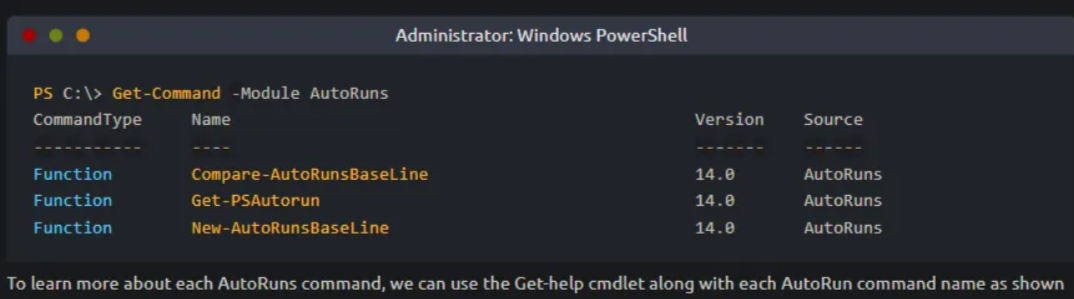 Administrator: Windows PowerShell
PS C:\> Get-Command -Module AutoRuns
CommandType Name Version Source
----------- ---- ------- ------
Function Compare-AutoRunsBaseLine 14.0 AutoRuns
Function Get-PSAutorun 14.0 AutoRuns
Function New-AutoRunsBaseLine 14.0 AutoRuns
To learn more about each AutoRuns command, we can use the Get-help cmdlet along with each AutoRun command name as shown